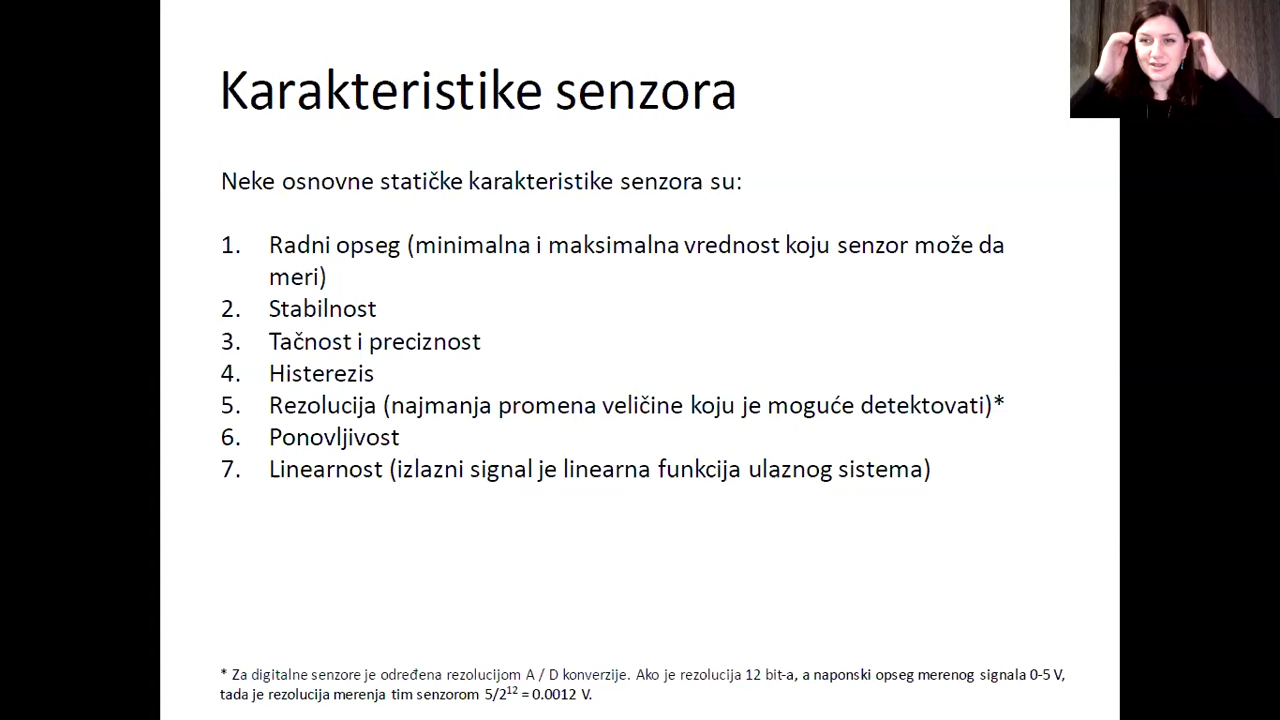 Karakteristike senzora
Neke osnovne statičke karakteristike senzora su:
1. Radni opseg (minimalna i maksimalna vrednost koju senzor može da
meri)
2. Stabilnost
3. Tačnost i preciznost
4. Histerezis
5. Rezolucija (najmanja promena veličine koju je moguće detektovati)*
6. Ponovljivost
7. Linearnost (izlazni signal je linearna funkcija ulaznog sistema)
* Za digitalne senzore je određena rezolucijom A / D konverzije. Ako je rezolucija 12 bit-a, a naponski opseg merenog signala 0-5 V,
tada je rezolucija merenja tim senzorom 5/2¹² = 0.0012 V.